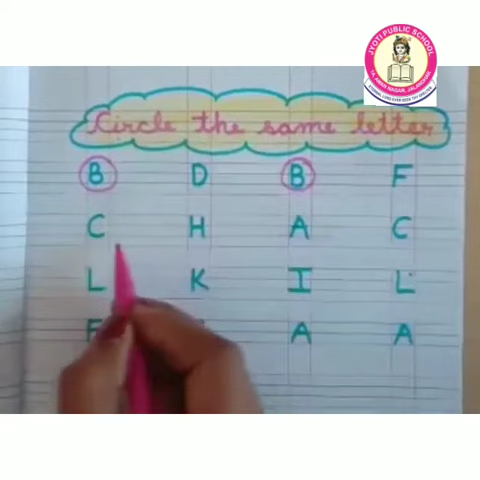 JYOTI PUBLIC SCHOOL
Circle the same letter
B D B F
C H A C
L K I L
A A